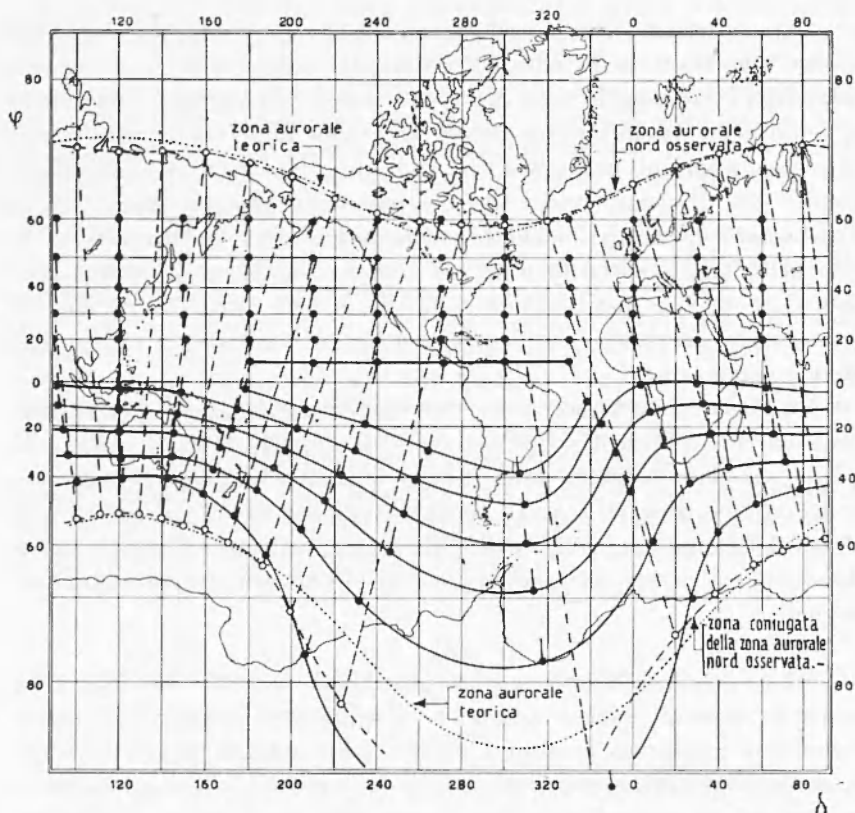 120 160 200 240 280 320 0 40 80
80
80
φ
zona aurorale
teorica
zona aurorale
nord osservata
60
60
40
40
20
20
0
0
20
20
40
40
60
60
zona coniugata
della zona aurorale
nord osservata.-
zona aurorale
teorica
80
80
120 160 200 240 280 320 0 20 40 80